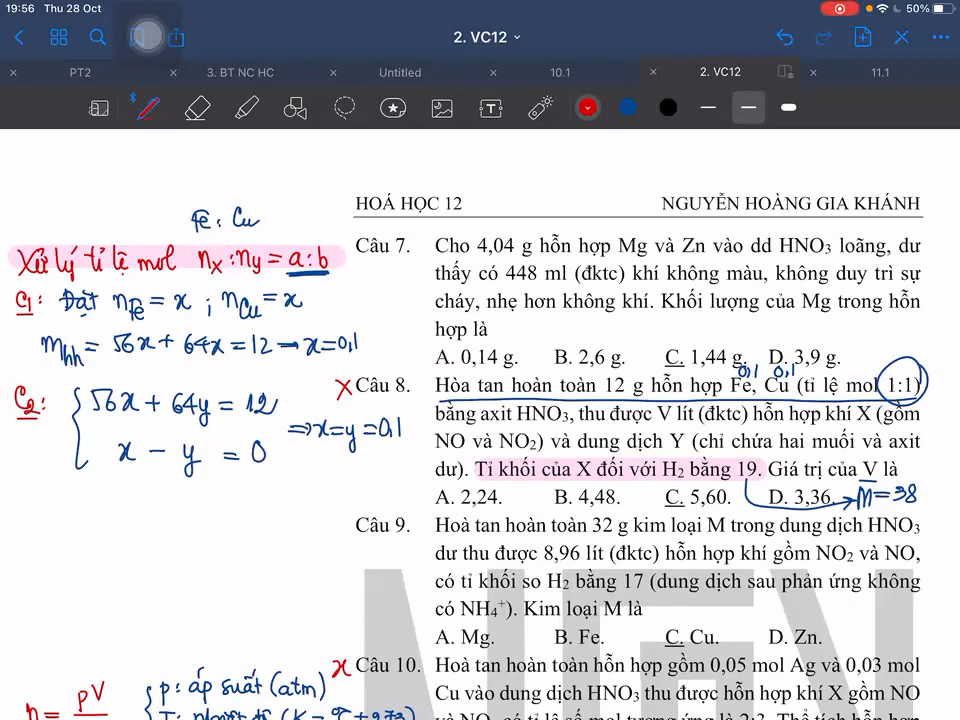 19:56 Thu 28 Oct
50%
2. VC12
PT2
3. BT NC HC
Untitled
10.1
2. VC12
11.1
HOÁ HỌC 12 NGUYỄN HOÀNG GIA KHÁNH
Fe : Cu
Xử lý tỉ lệ mol nX : nY = a : b
C1: Đặt nFe = x ; nCu = x
mhh = 56x + 64x = 12 → x = 0,1
C2: { 56x + 64y = 12
x − y = 0
⇒ x = y = 0,1
Câu 7. Cho 4,04 g hỗn hợp Mg và Zn vào dd HNO3 loãng, dư
thấy có 448 ml (đktc) khí không màu, không duy trì sự
cháy, nhẹ hơn không khí. Khối lượng của Mg trong hỗn
hợp là
A. 0,14 g. B. 2,6 g. C. 1,44 g. D. 3,9 g.
0,1 0,1
X Câu 8. Hòa tan hoàn toàn 12 g hỗn hợp Fe, Cu (tỉ lệ mol 1:1)
bằng axit HNO3, thu được V lít (đktc) hỗn hợp khí X (gồm
NO và NO2) và dung dịch Y (chỉ chứa hai muối và axit
dư). Tỉ khối của X đối với H2 bằng 19. Giá trị của V là
A. 2,24. B. 4,48. C. 5,60. D. 3,36.
M = 38
Câu 9. Hoà tan hoàn toàn 32 g kim loại M trong dung dịch HNO3
dư thu được 8,96 lít (đktc) hỗn hợp khí gồm NO2 và NO,
có tỉ khối so H2 bằng 17 (dung dịch sau phản ứng không
có NH4+). Kim loại M là
A. Mg. B. Fe. C. Cu. D. Zn.
x Câu 10. Hoà tan hoàn toàn hỗn hợp gồm 0,05 mol Ag và 0,03 mol
Cu vào dung dịch HNO3 thu được hỗn hợp khí X gồm NO
n = pV
{ p: áp suất (atm)